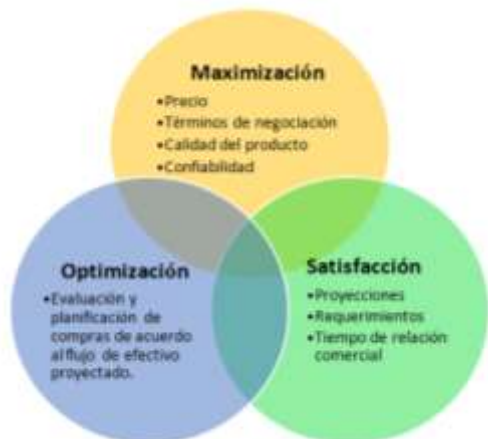 Maximización
•Precio
•Términos de negociación
•Calidad del producto
•Confiabilidad
Optimización
•Evaluación y
planificación de
compras de acuerdo
al flujo de efectivo
proyectado.
Satisfacción
•Proyecciones
•Requerimientos
•Tiempo de relación
comercial